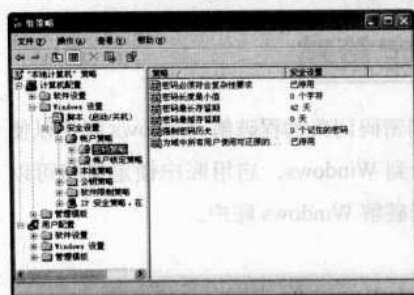 组策略
文件(F) 操作(A) 查看(V) 帮助(H)
"本地计算机" 策略
计算机配置
软件设置
Windows 设置
脚本 (启动/关机)
安全设置
帐户策略
密码策略
帐户锁定策略
本地策略
公钥策略
软件限制策略
IP 安全策略，在
管理模板
用户配置
软件设置
Windows 设置
管理模板
策略 安全设置
密码必须符合复杂性要求 已停用
密码长度最小值 0 个字符
密码最长存留期 42 天
密码最短存留期 0 天
强制密码历史 0 个记住的密码
为域中所有用户使用可还原的 已停用